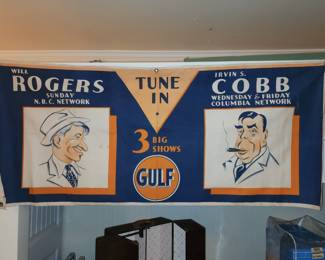 WILL
ROGERS
SUNDAY
N.B.C. NETWORK
TUNE
IN
3 BIG
SHOWS
GULF
IRVIN S.
COBB
WEDNESDAY & FRIDAY
COLUMBIA NETWORK